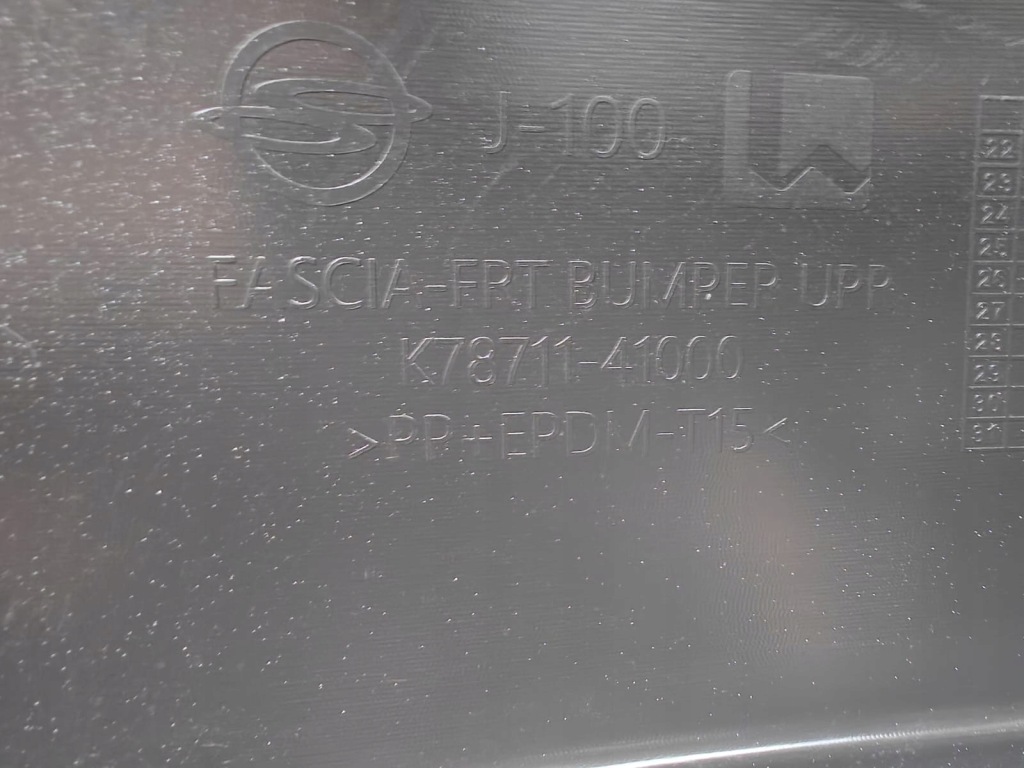 J-100
FASCIA-FRT BUMPER UPP
K78711-41000
>PP+EPDM-T15<
22
23
24
25
26
27
28
29
30
31